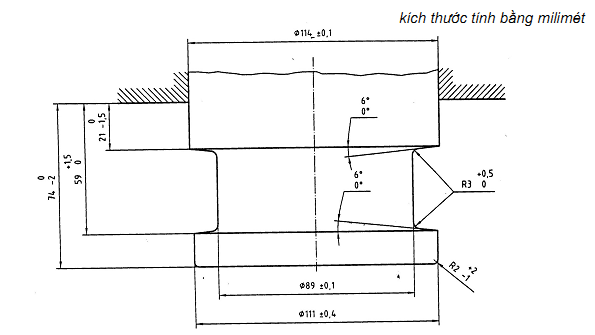 kích thước tính bằng milimét
Φ114 ±0,1
6°
0°
0
21 -1,5
+1,5
59 0
0
74 -2
6°
0°
+0,5
R3 0
+2
R2 -1
Φ89 ±0,1
Φ111 ±0,4